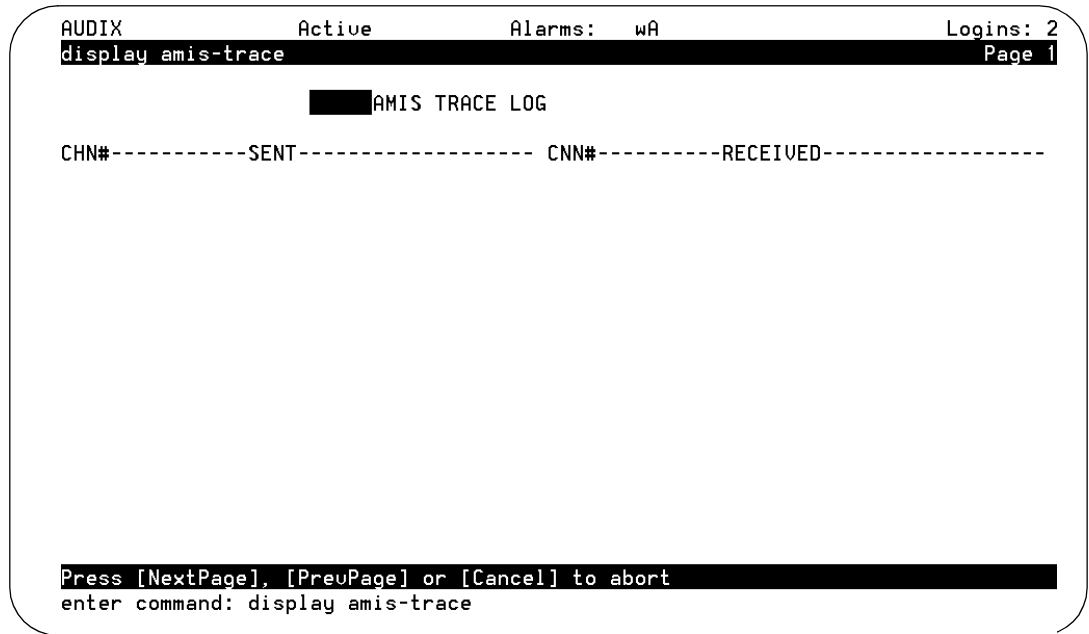 AUDIX Active Alarms: wA Logins: 2
display amis-trace Page 1
AMIS TRACE LOG
CHN#-----------SENT------------------- CNN#----------RECEIVED------------------
Press [NextPage], [PrevPage] or [Cancel] to abort
enter command: display amis-trace